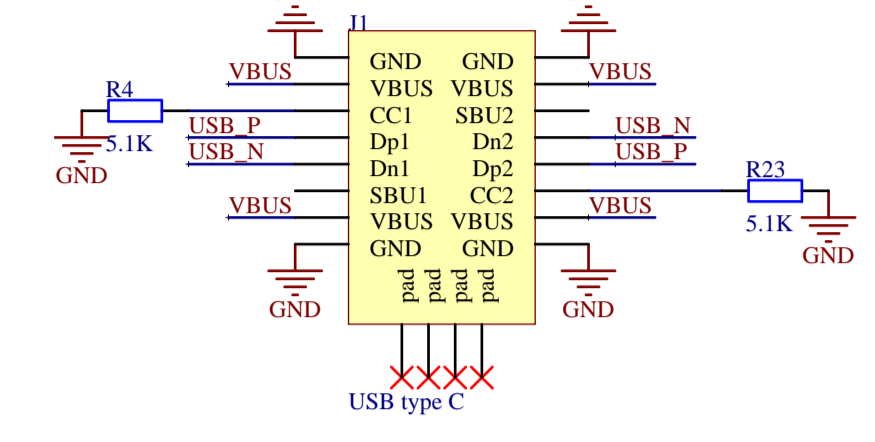 J1
GND GND
VBUS VBUS VBUS VBUS
R4
CC1 SBU2
USB_P Dp1 Dn2 USB_N
5.1K
USB_N Dn1 Dp2 USB_P
GND
R23
SBU1 CC2
VBUS VBUS VBUS VBUS
5.1K
GND GND
GND
pad pad pad pad
GND GND
USB type C